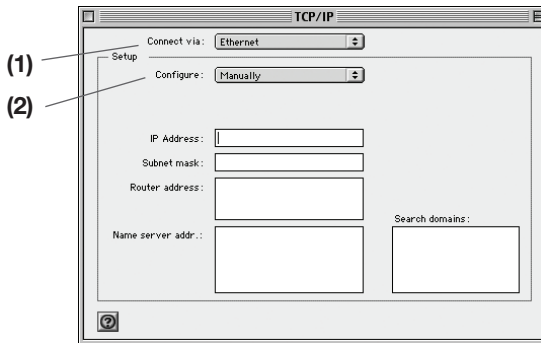 TCP/IP
(1)
Connect via: Ethernet
Setup
(2)
Configure: Manually
IP Address:
Subnet mask:
Router address:
Search domains:
Name server addr.:
?